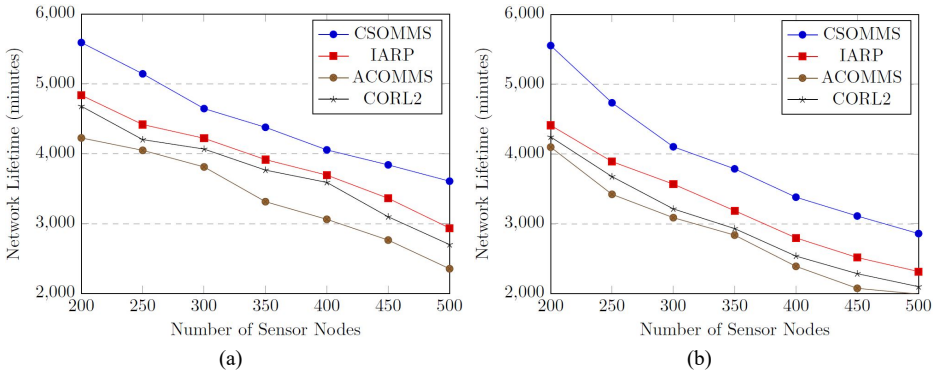 6,000
5,000
4,000
3,000
2,000
200 250 300 350 400 450 500
Network Lifetime (minutes)
Number of Sensor Nodes
CSOMMS
IARP
ACOMMS
CORL2
(a)
6,000
5,000
4,000
3,000
2,000
200 250 300 350 400 450 500
Network Lifetime (minutes)
Number of Sensor Nodes
CSOMMS
IARP
ACOMMS
CORL2
(b)